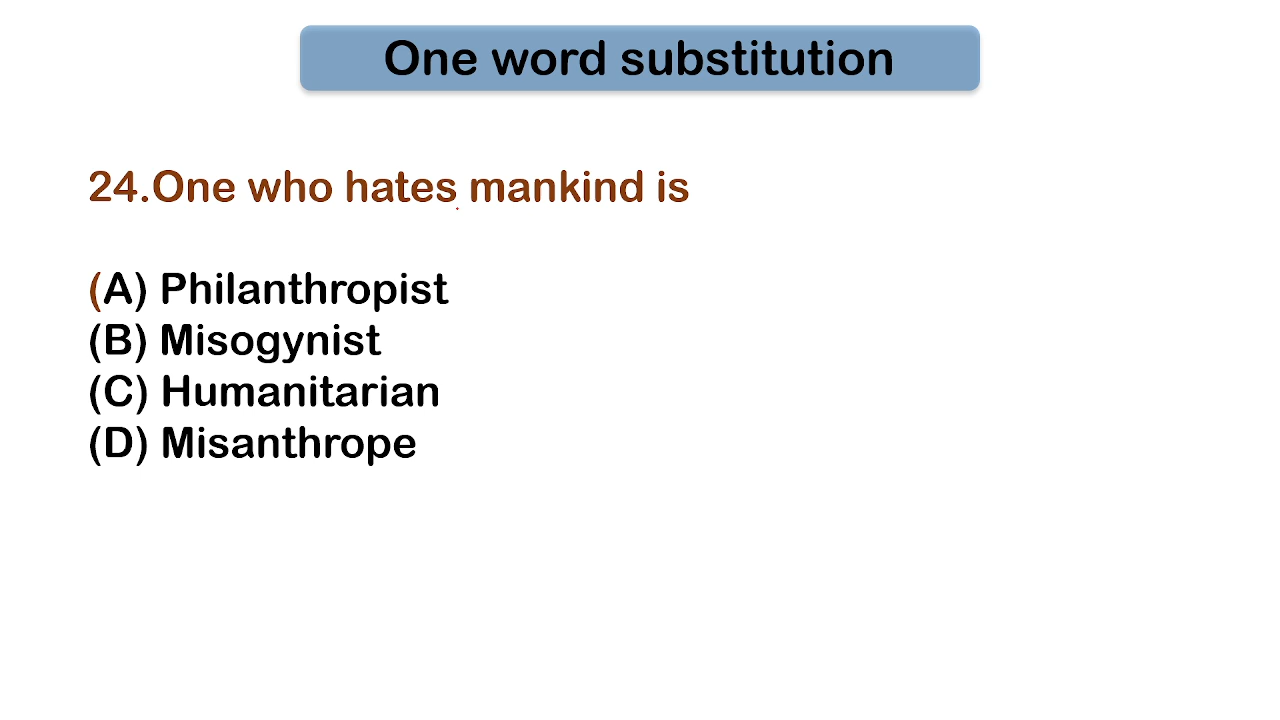 One word substitution
24.One who hates mankind is
(A) Philanthropist
(B) Misogynist
(C) Humanitarian
(D) Misanthrope